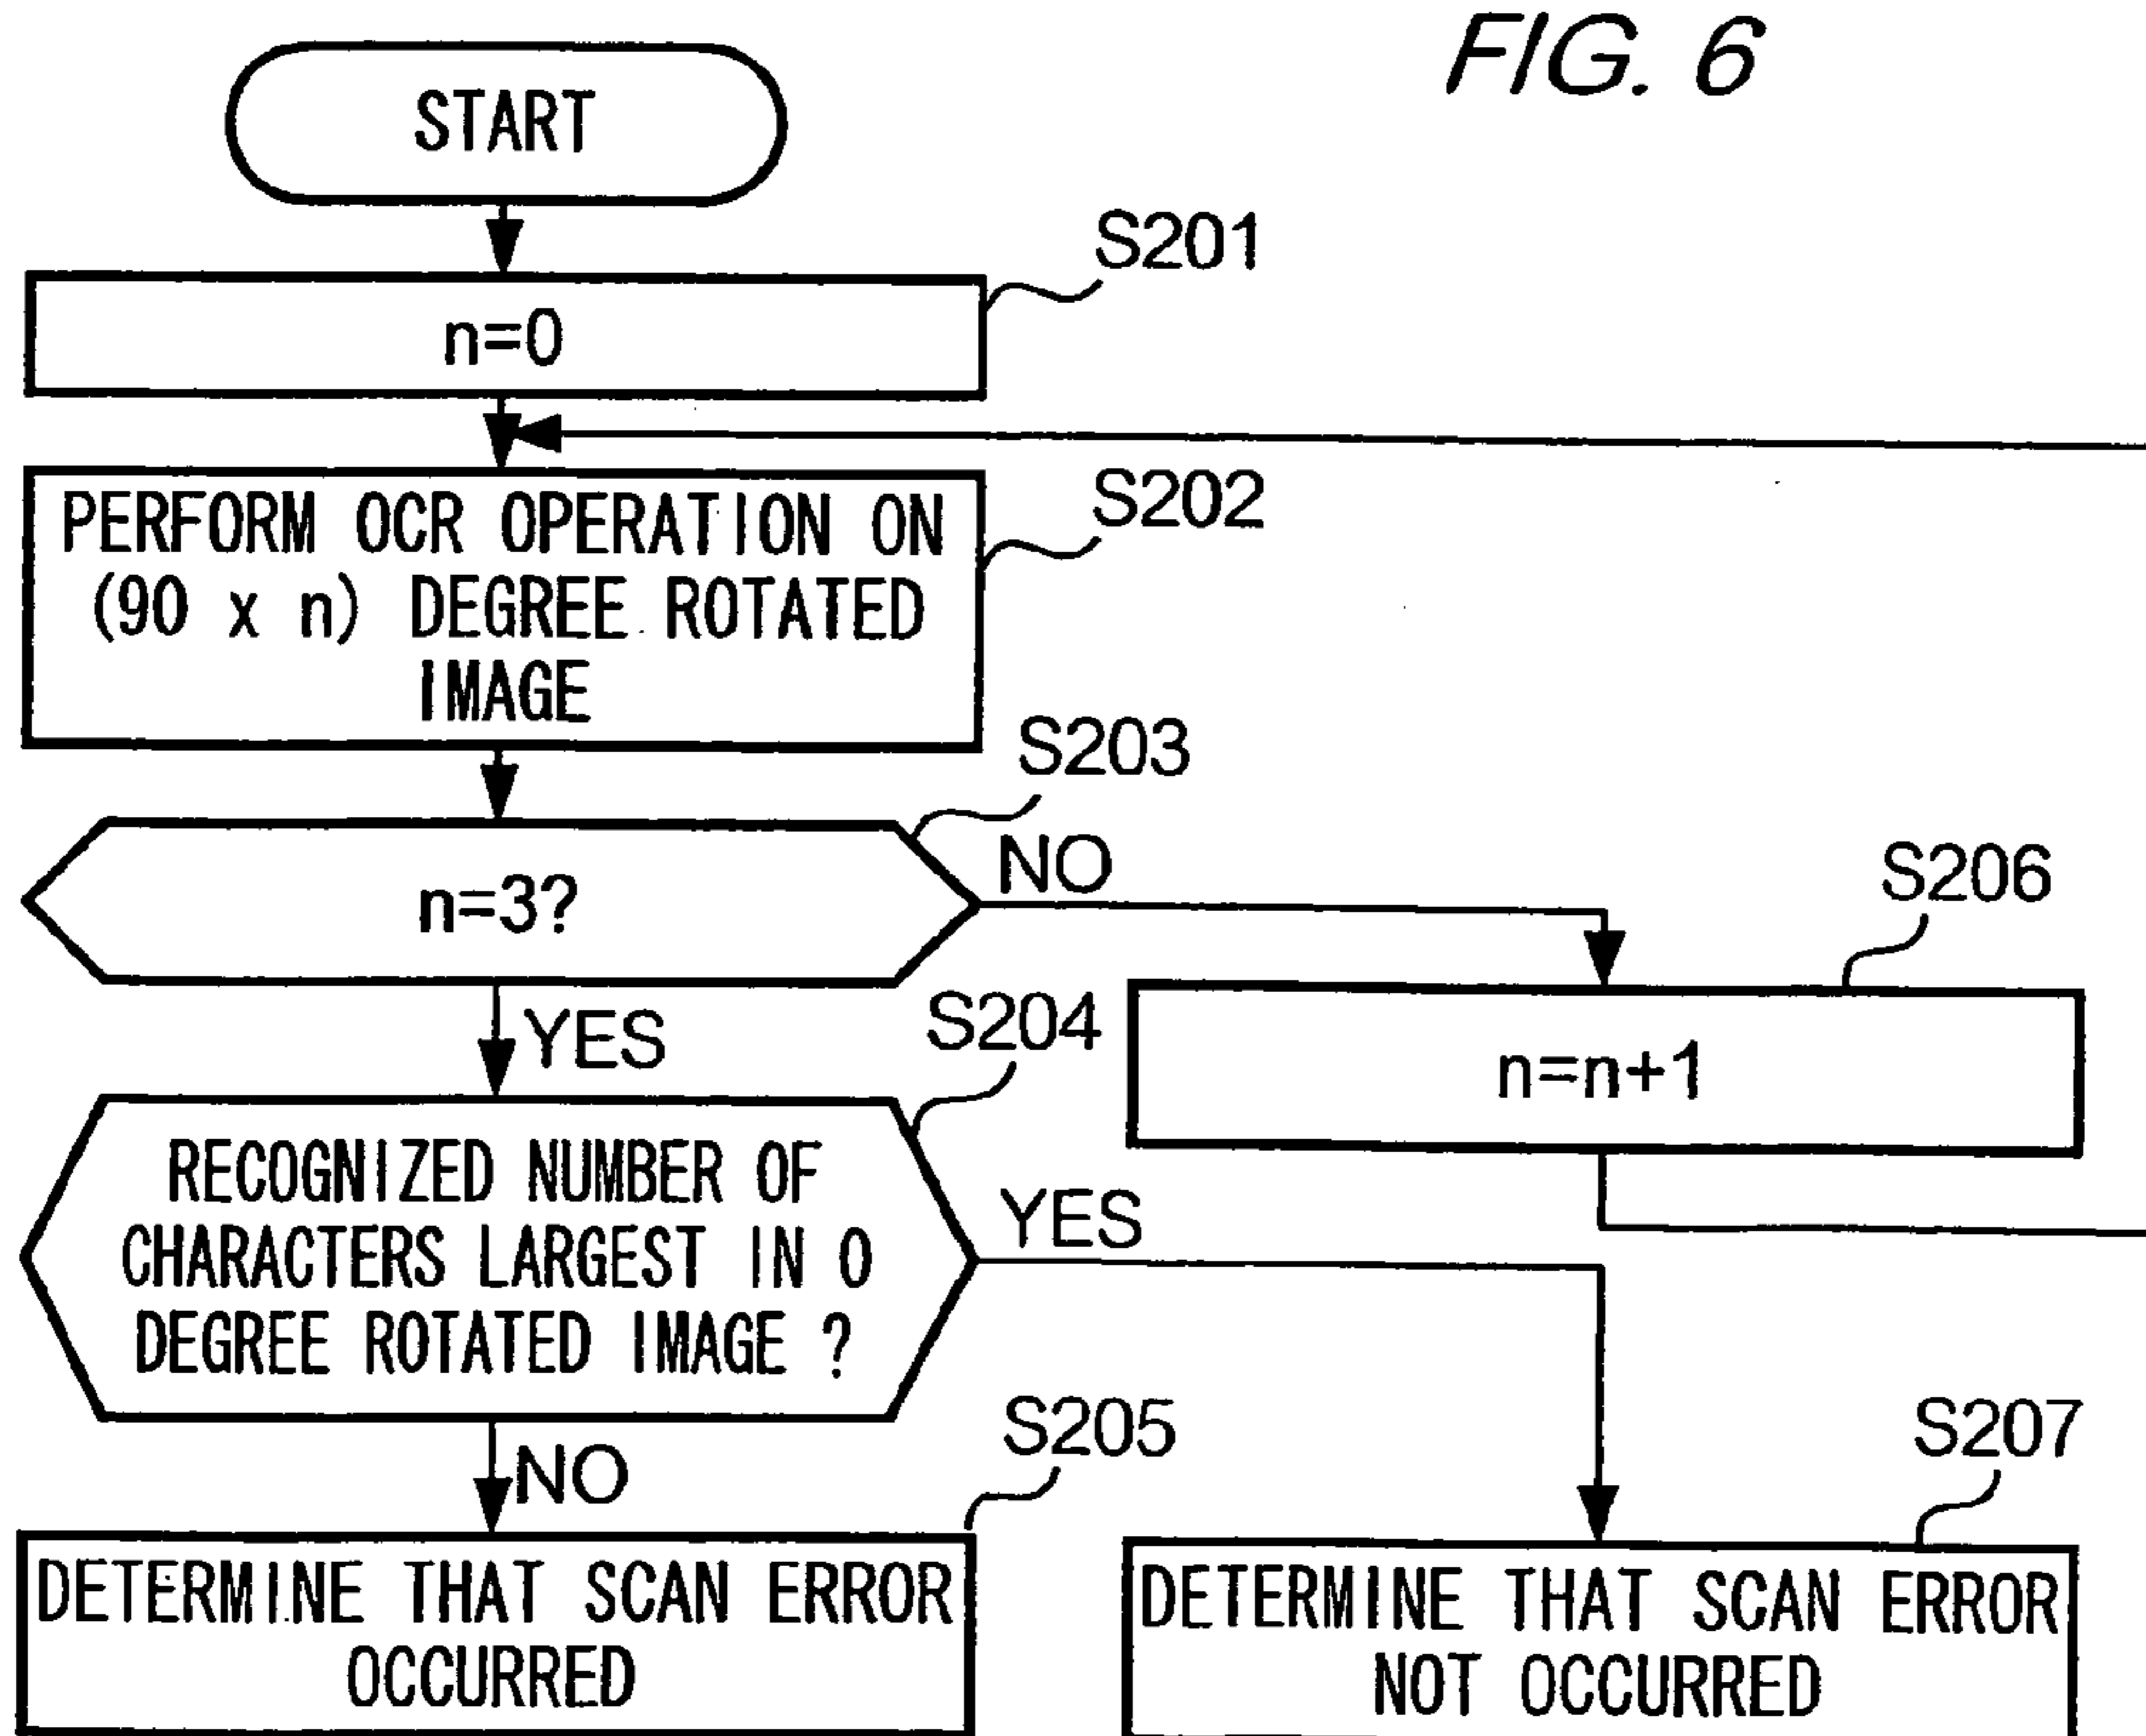 FIG. 6
START
S201
n=0
S202
PERFORM OCR OPERATION ON
(90 x n) DEGREE ROTATED
IMAGE
S203
n=3?
NO
S206
n=n+1
YES
S204
RECOGNIZED NUMBER OF
CHARACTERS LARGEST IN 0
DEGREE ROTATED IMAGE ?
YES
NO
S205
DETERMINE THAT SCAN ERROR
OCCURRED
S207
DETERMINE THAT SCAN ERROR
NOT OCCURRED